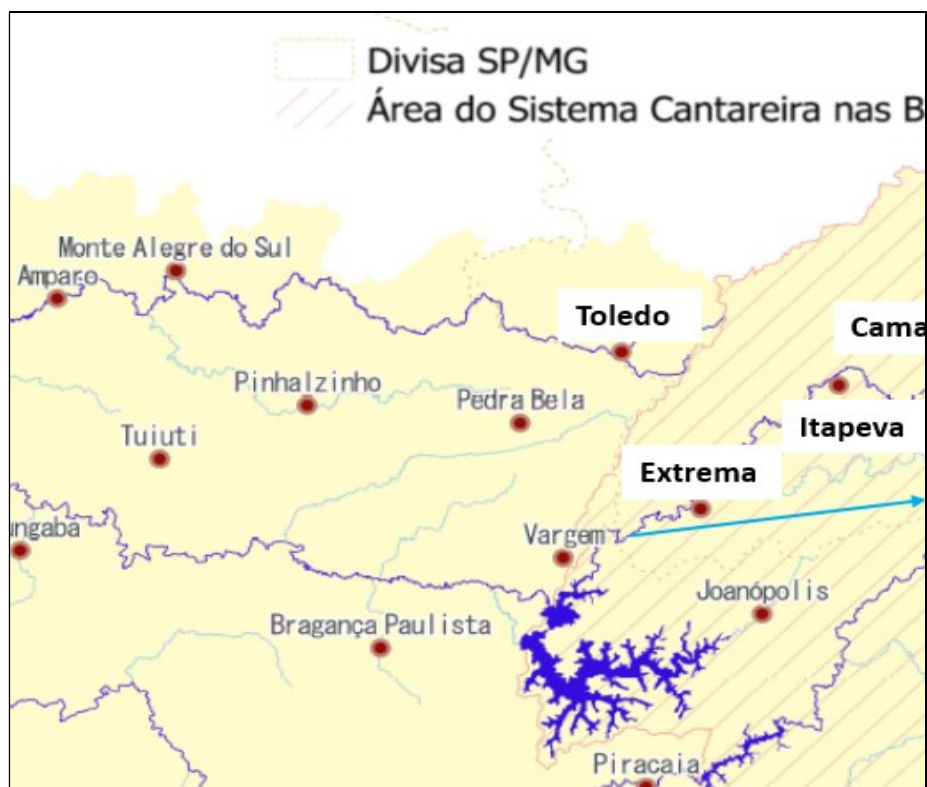 Divisa SP/MG
Área do Sistema Cantareira nas B
Monte Alegre do Sul
Amparo
Toledo
Cama
Pinhalzinho
Pedra Bela
Itapeva
Tuiuti
Extrema
ungaba
Vargem
Joanópolis
Bragança Paulista
Piracaia